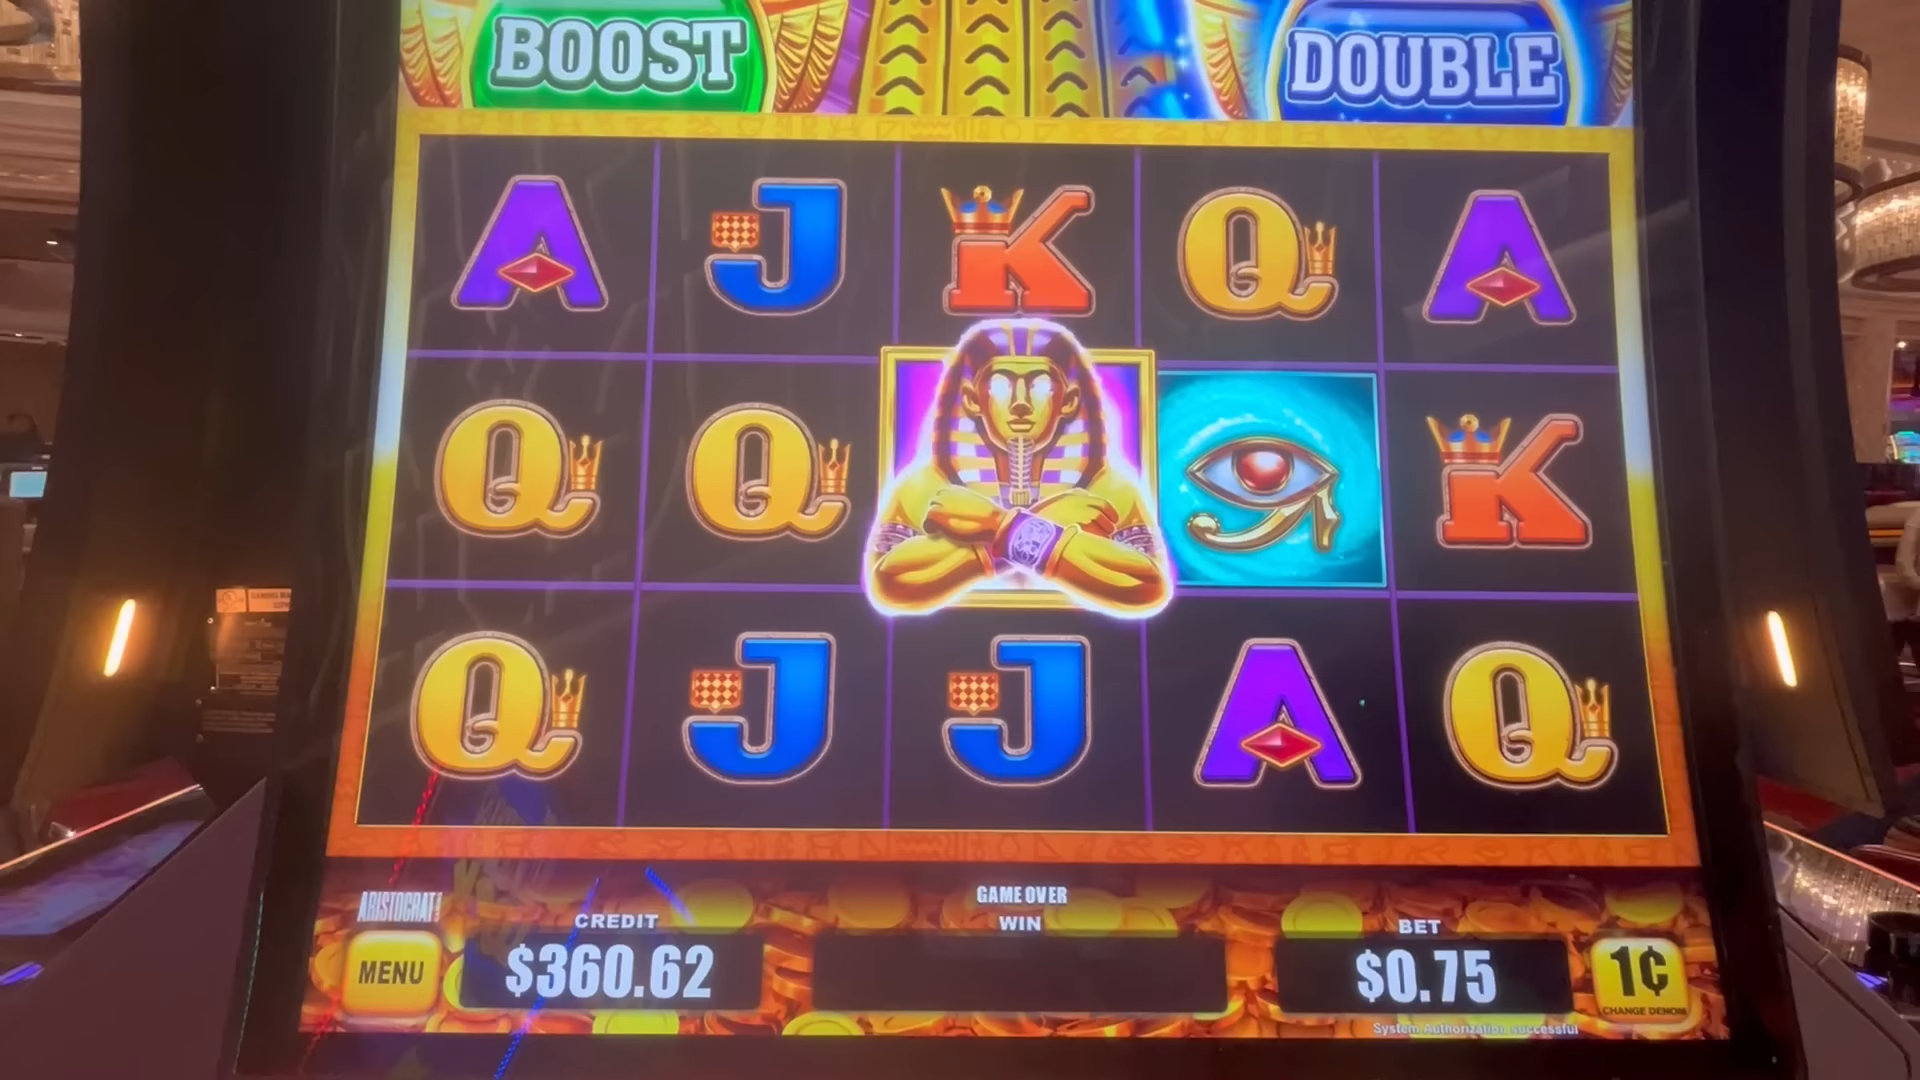 BOOST
DOUBLE
A J K Q A
Q Q K
Q J J A Q
ARISTOCRAT
GAME OVER
CREDIT
WIN
BET
MENU
$360.62
$0.75
1¢
CHANGE DENOM
System Authorization successful